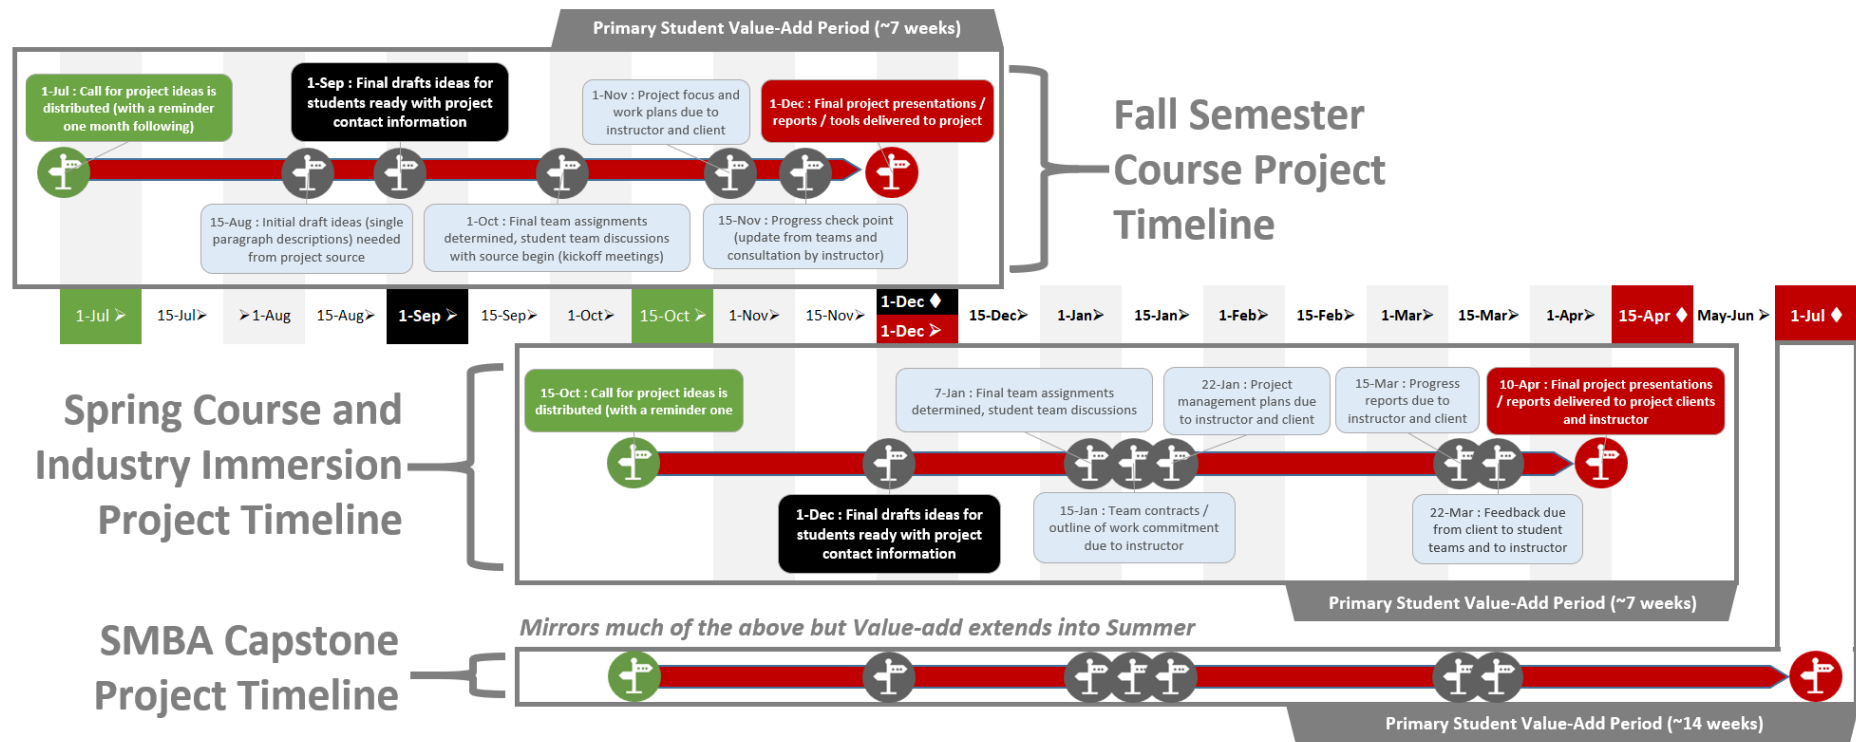 Primary Student Value-Add Period (~7 weeks)
1-Jul : Call for project ideas is
distributed (with a reminder
one month following)
1-Sep : Final drafts ideas for
students ready with project
contact information
1-Nov : Project focus and
work plans due to
instructor and client
1-Dec : Final project presentations /
reports / tools delivered to project
15-Aug : Initial draft ideas (single
paragraph descriptions) needed
from project source
1-Oct : Final team assignments
determined, student team discussions
with source begin (kickoff meetings)
15-Nov : Progress check point
(update from teams and
consultation by instructor)
Fall Semester
Course Project
Timeline
1-Jul ➢
15-Jul➢
➢1-Aug
15-Aug➢
1-Sep ➢
15-Sep➢
1-Oct➢
15-Oct ➢
1-Nov➢
15-Nov➢
1-Dec ♦
1-Dec ➢
15-Dec➢
1-Jan➢
15-Jan➢
1-Feb➢
15-Feb➢
1-Mar➢
15-Mar➢
1-Apr➢
15-Apr ♦
May-Jun ➢
1-Jul ♦
Spring Course and
Industry Immersion
Project Timeline
15-Oct : Call for project ideas is
distributed (with a reminder one
7-Jan : Final team assignments
determined, student team discussions
22-Jan : Project
management plans due
to instructor and client
15-Mar : Progress
reports due to
instructor and client
10-Apr : Final project presentations
/ reports delivered to project clients
and instructor
1-Dec : Final drafts ideas for
students ready with project
contact information
15-Jan : Team contracts /
outline of work commitment
due to instructor
22-Mar : Feedback due
from client to student
teams and to instructor
Primary Student Value-Add Period (~7 weeks)
SMBA Capstone
Project Timeline
Mirrors much of the above but Value-add extends into Summer
Primary Student Value-Add Period (~14 weeks)